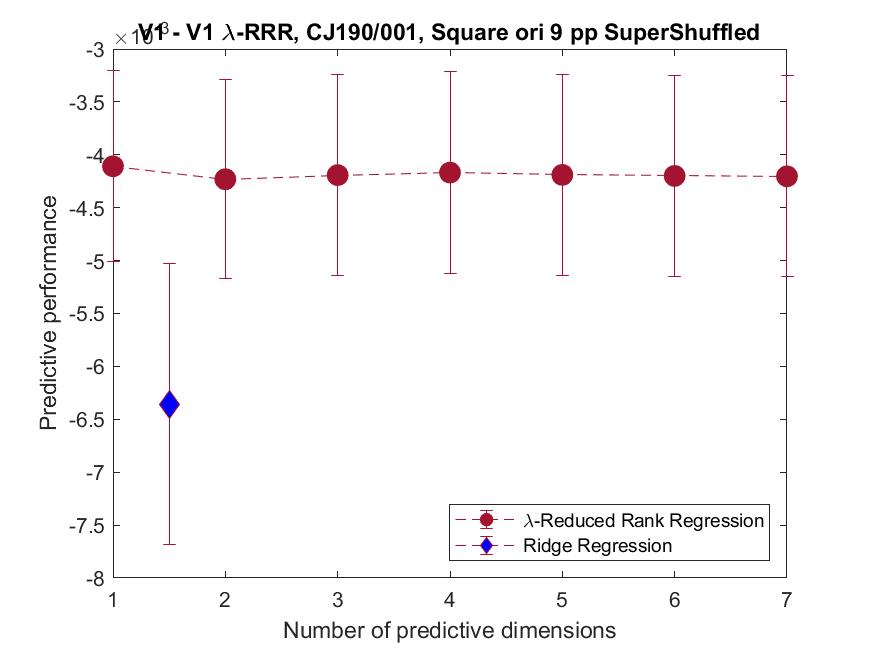 V1 - V1 λ-RRR, CJ190/001, Square ori 9 pp SuperShuffled
×10⁻³
-3
-3.5
-4
-4.5
-5
-5.5
-6
-6.5
-7
-7.5
-8
Predictive performance
λ-Reduced Rank Regression
Ridge Regression
1 2 3 4 5 6 7
Number of predictive dimensions